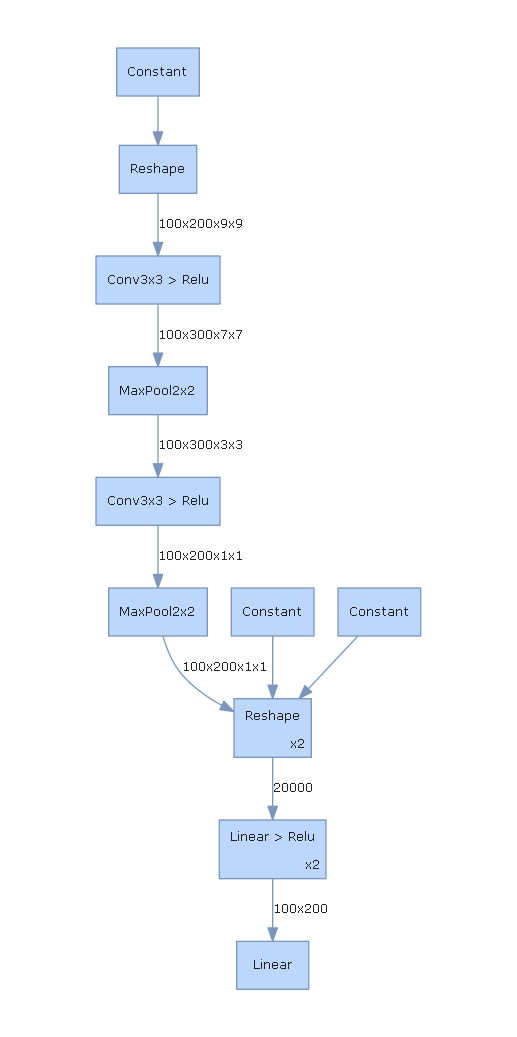 Constant
Reshape
100x200x9x9
Conv3x3 > Relu
100x300x7x7
MaxPool2x2
100x300x3x3
Conv3x3 > Relu
100x200x1x1
MaxPool2x2
Constant
Constant
100x200x1x1
Reshape
x2
20000
Linear > Relu
x2
100x200
Linear